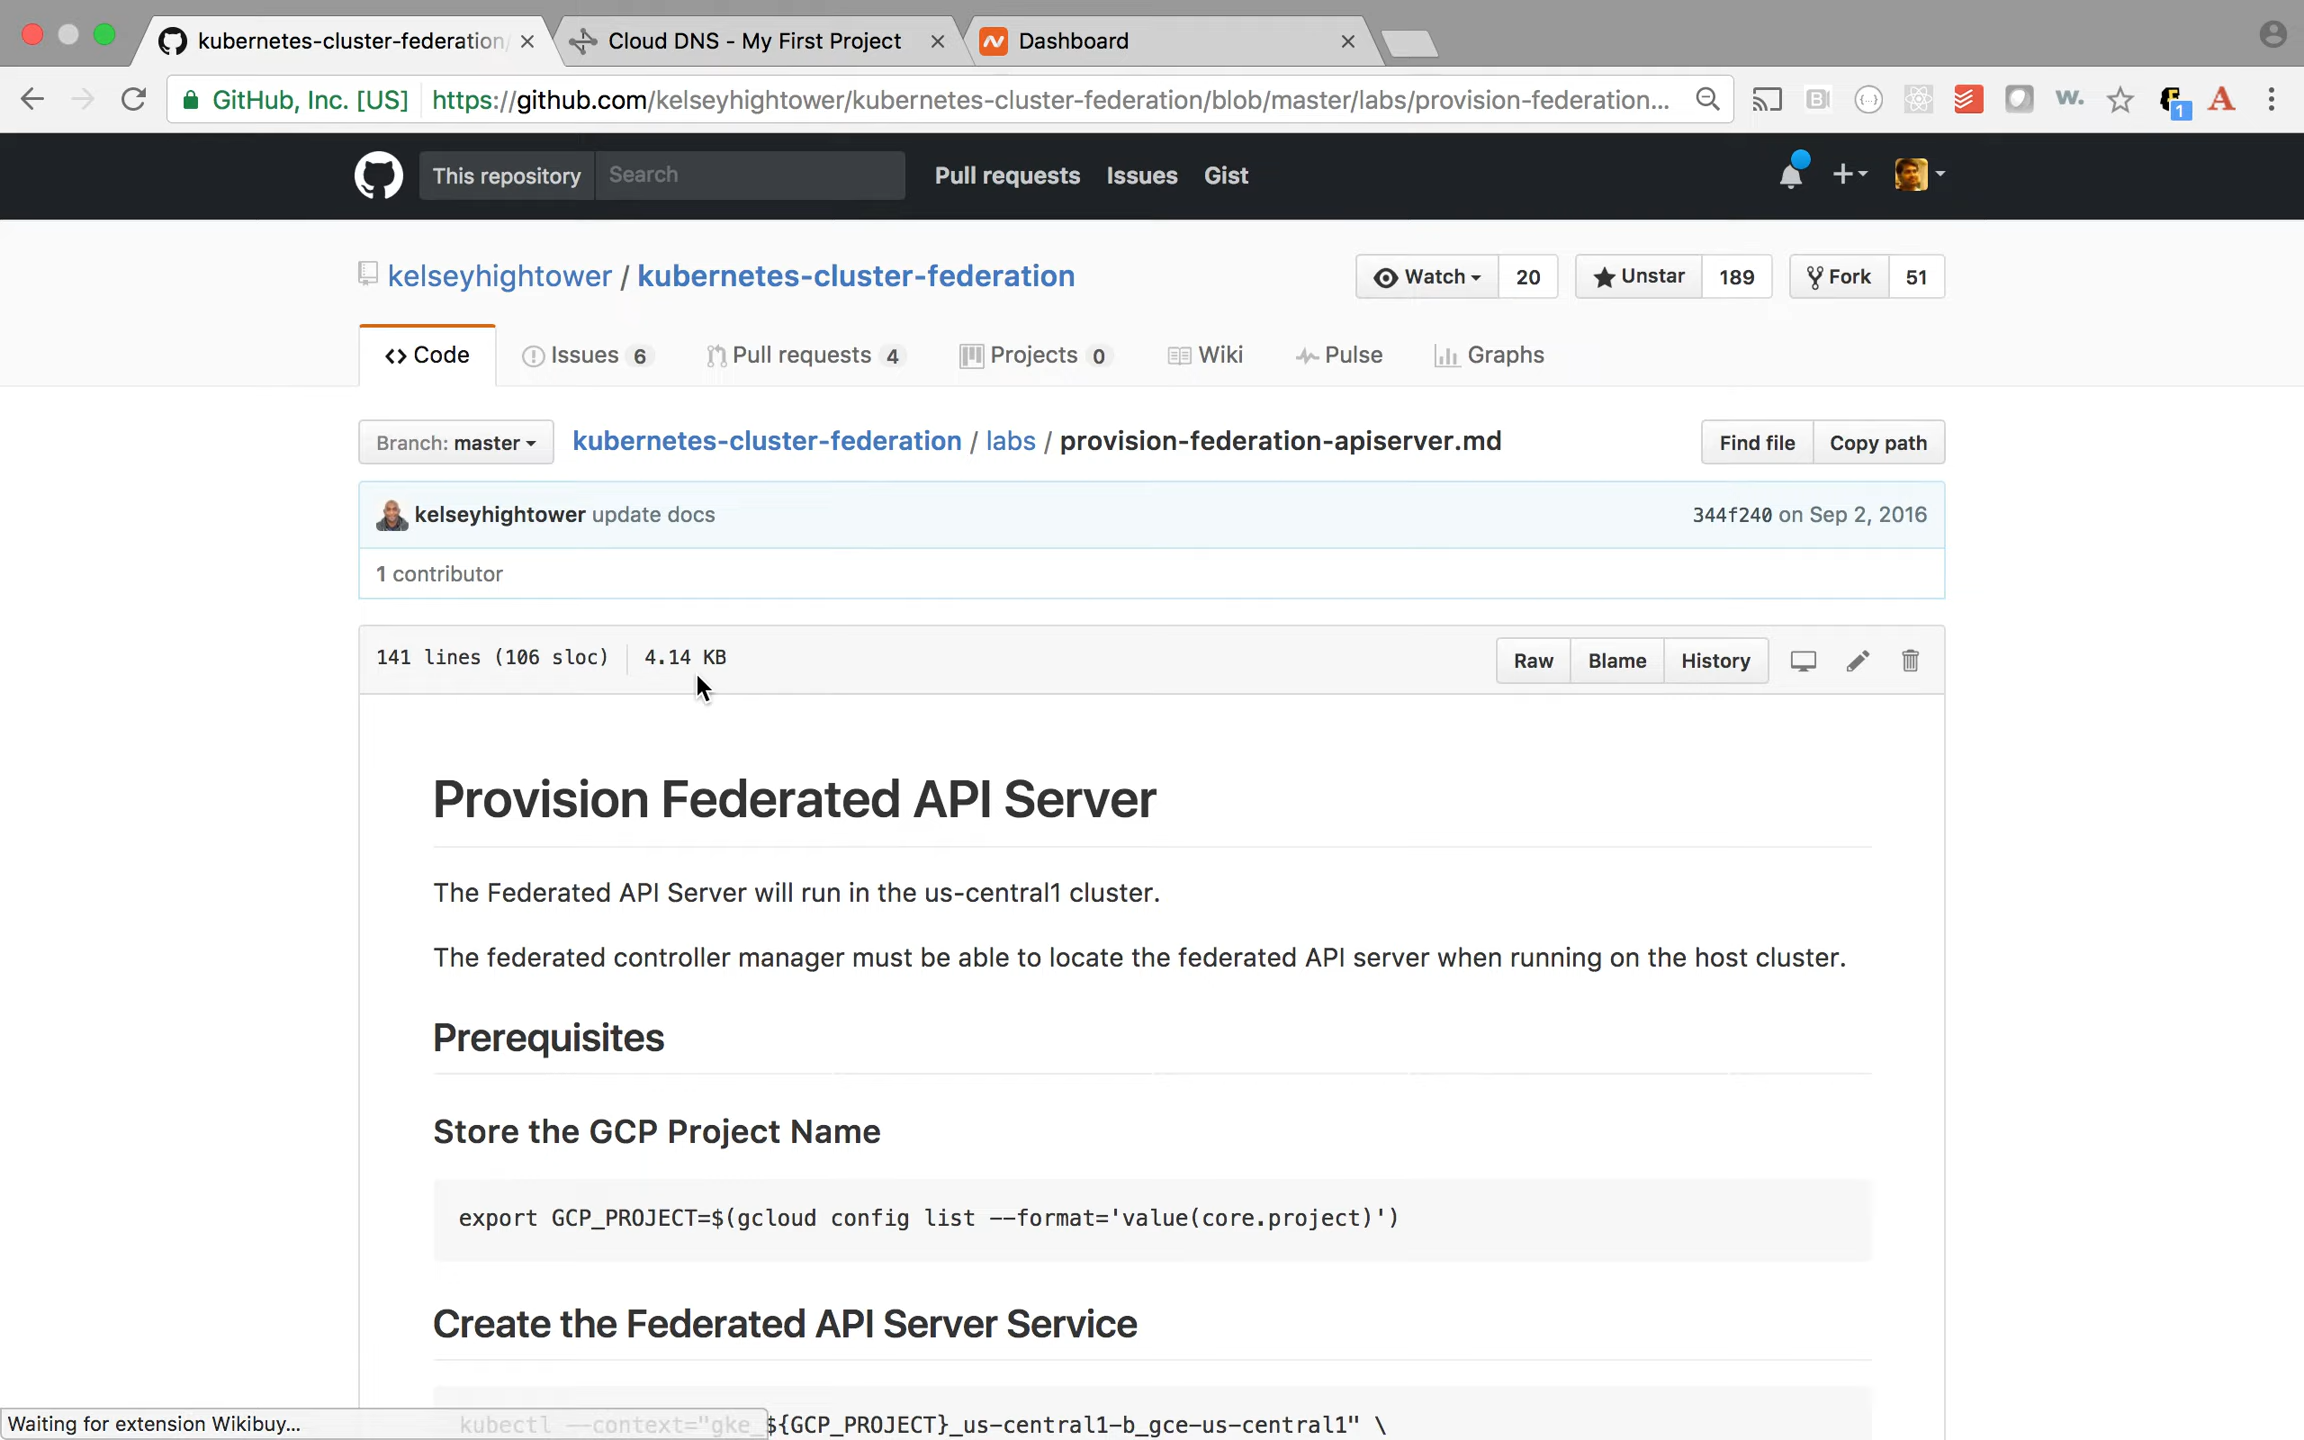 kubernetes-cluster-federation/
Cloud DNS - My First Project
Dashboard
GitHub, Inc. [US]
https://github.com/kelseyhightower/kubernetes-cluster-federation/blob/master/labs/provision-federation...
w.
1
A
This repository
Search
Pull requests
Issues
Gist
kelseyhightower / kubernetes-cluster-federation
Watch
20
Unstar
189
Fork
51
Code
Issues 6
Pull requests 4
Projects 0
Wiki
Pulse
Graphs
Branch: master
kubernetes-cluster-federation / labs / provision-federation-apiserver.md
Find file
Copy path
kelseyhightower update docs
344f240 on Sep 2, 2016
1 contributor
141 lines (106 sloc)
4.14 KB
Raw
Blame
History
Provision Federated API Server
The Federated API Server will run in the us-central1 cluster.
The federated controller manager must be able to locate the federated API server when running on the host cluster.
Prerequisites
Store the GCP Project Name
export GCP_PROJECT=$(gcloud config list --format='value(core.project)')
Create the Federated API Server Service
kubectl --context="gke_${GCP_PROJECT}_us-central1-b_gce-us-central1" \
Waiting for extension Wikibuy...